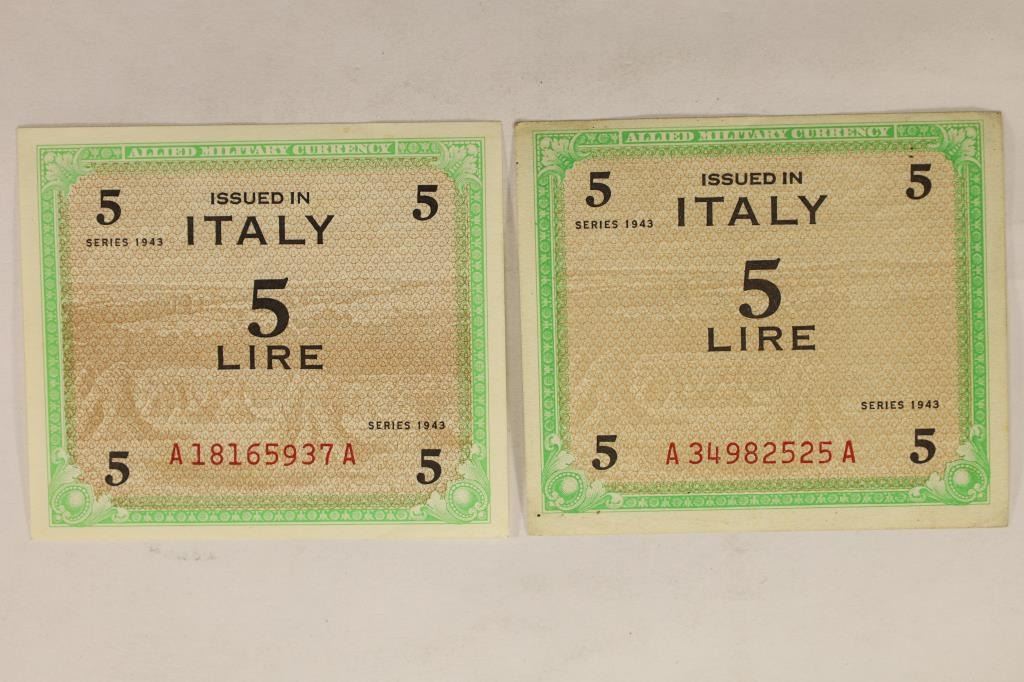 ALLIED MILITARY CURRENCY
5 ISSUED IN 5
ITALY
SERIES 1943
5
LIRE
SERIES 1943
5 A18165937A 5
ALLIED MILITARY CURRENCY
5 ISSUED IN 5
ITALY
SERIES 1943
5
LIRE
SERIES 1943
5 A34982525A 5